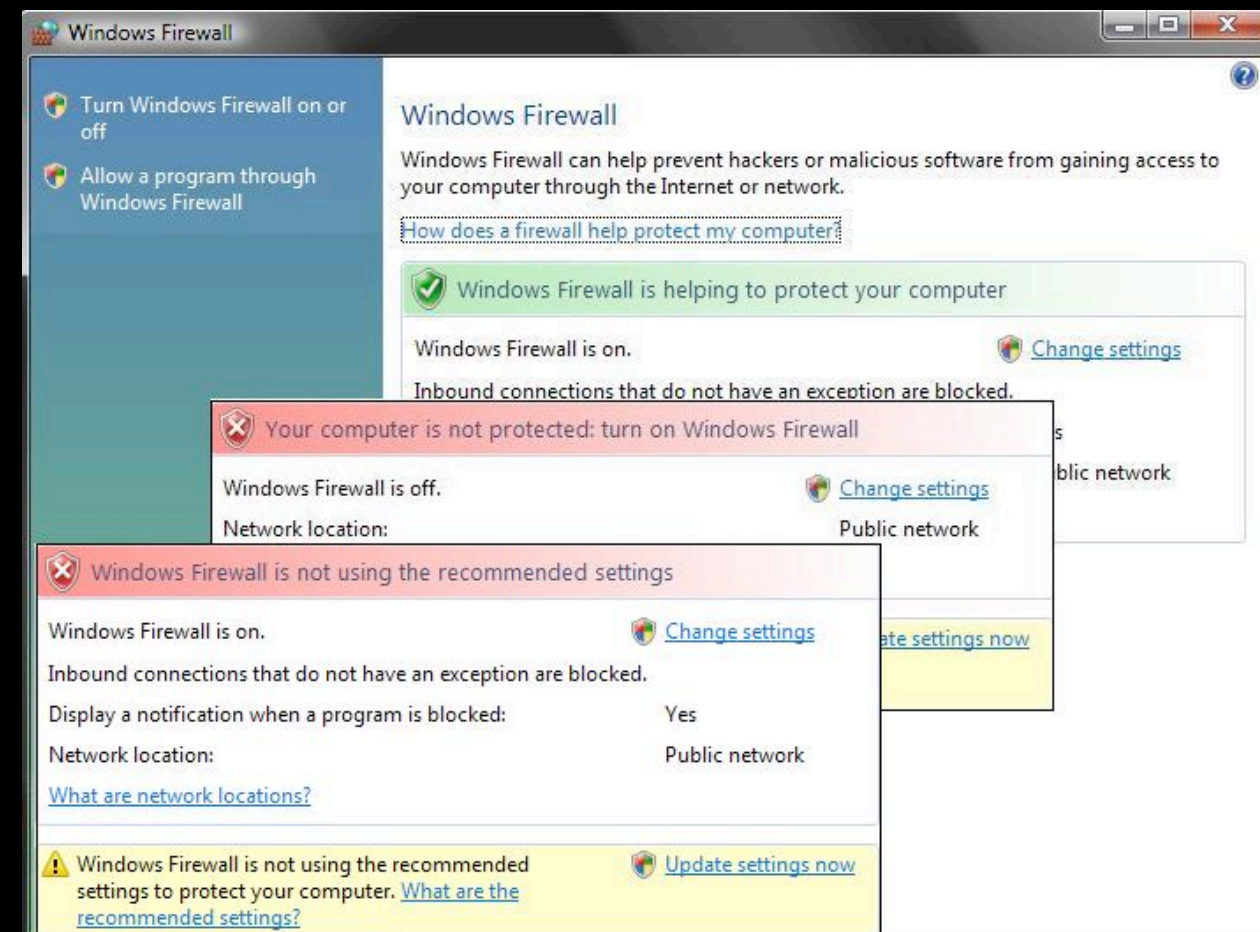 Windows Firewall
Turn Windows Firewall on or
off
Allow a program through
Windows Firewall
Windows Firewall
Windows Firewall can help prevent hackers or malicious software from gaining access to
your computer through the Internet or network.
How does a firewall help protect my computer?
Windows Firewall is helping to protect your computer
Windows Firewall is on.
Change settings
Inbound connections that do not have an exception are blocked.
blic network
Your computer is not protected: turn on Windows Firewall
Windows Firewall is off.
Change settings
Network location:
Public network
ate settings now
Windows Firewall is not using the recommended settings
Windows Firewall is on.
Change settings
Inbound connections that do not have an exception are blocked.
Display a notification when a program is blocked:
Yes
Network location:
Public network
What are network locations?
Windows Firewall is not using the recommended
settings to protect your computer. What are the
recommended settings?
Update settings now